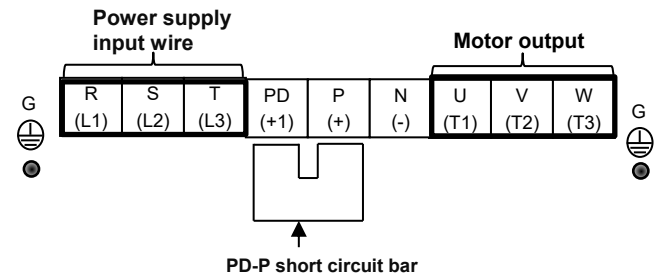 Power supply
input wire
Motor output
G
R S T PD P N U V W
(L1) (L2) (L3) (+1) (+) (-) (T1) (T2) (T3)
G
PD-P short circuit bar